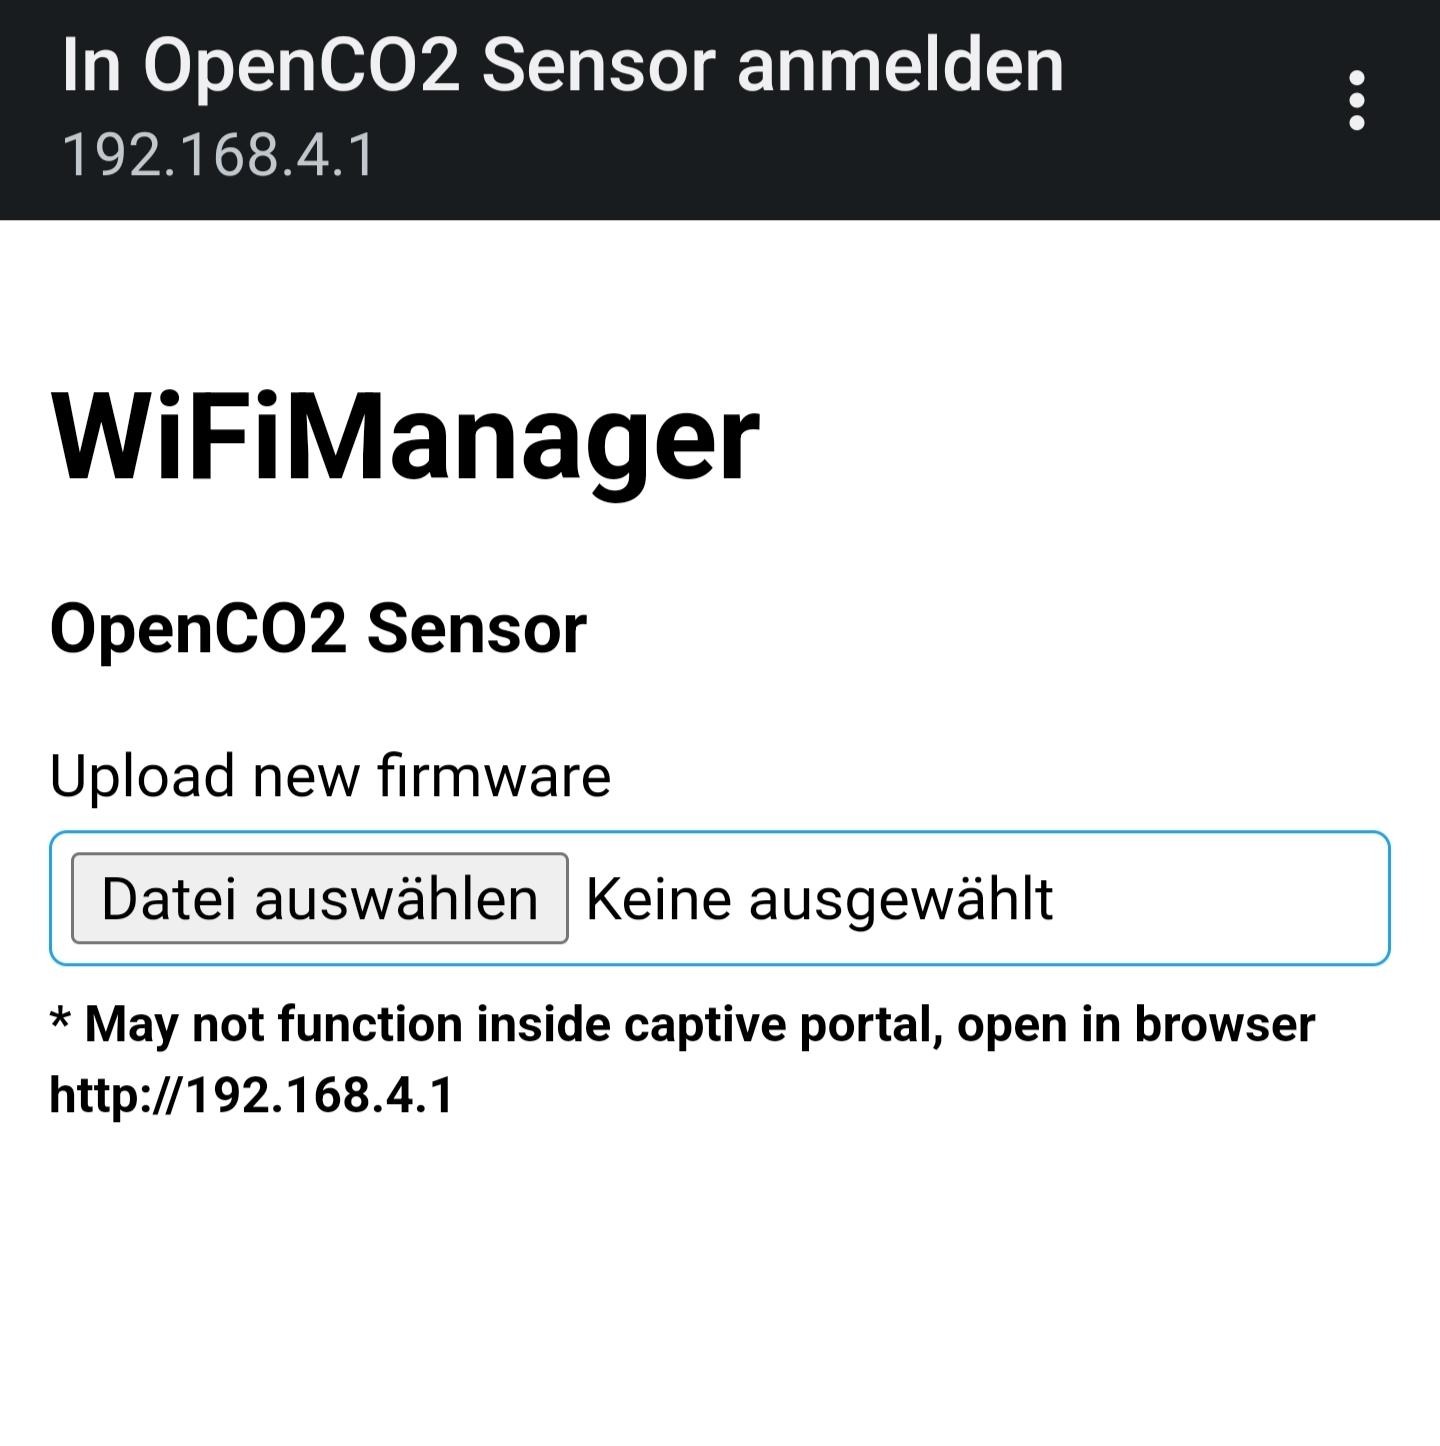 In OpenCO2 Sensor anmelden
192.168.4.1
WiFiManager
OpenCO2 Sensor
Upload new firmware
Datei auswählen Keine ausgewählt
* May not function inside captive portal, open in browser
http://192.168.4.1